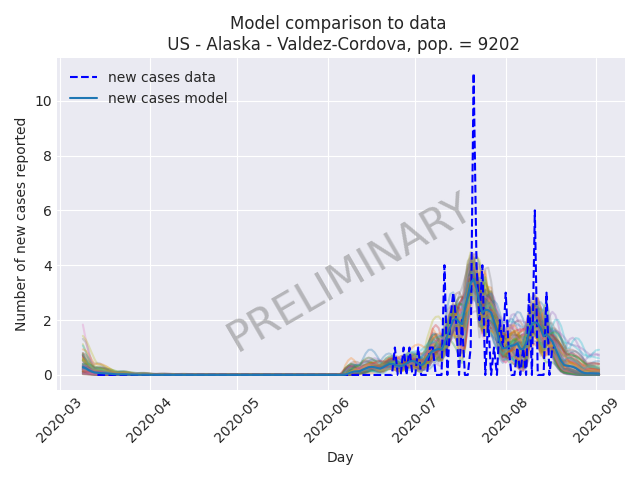 Model comparison to data
US - Alaska - Valdez-Cordova, pop. = 9202
new cases data
new cases model
PRELIMINARY
Number of new cases reported
10
8
6
4
2
0
2020-03
2020-04
2020-05
2020-06
2020-07
2020-08
2020-09
Day